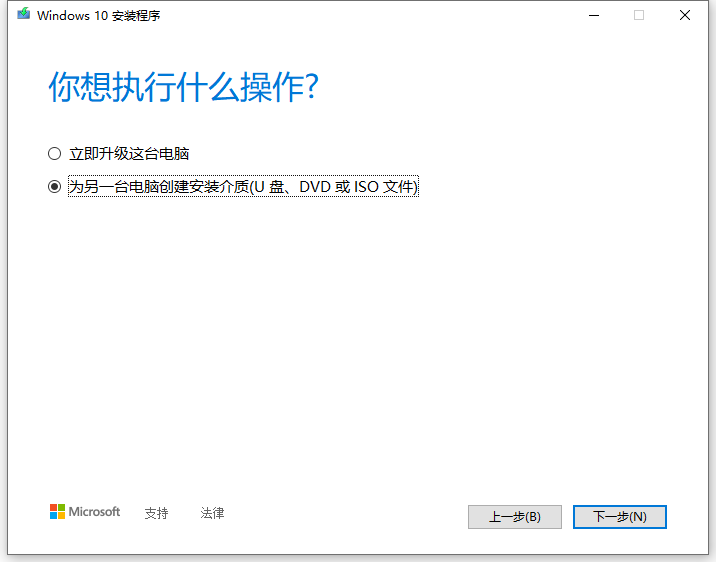 Windows 10 安装程序
你想执行什么操作?
立即升级这台电脑
为另一台电脑创建安装介质(U 盘、DVD 或 ISO 文件)
Microsoft 支持 法律 上一步(B) 下一步(N)